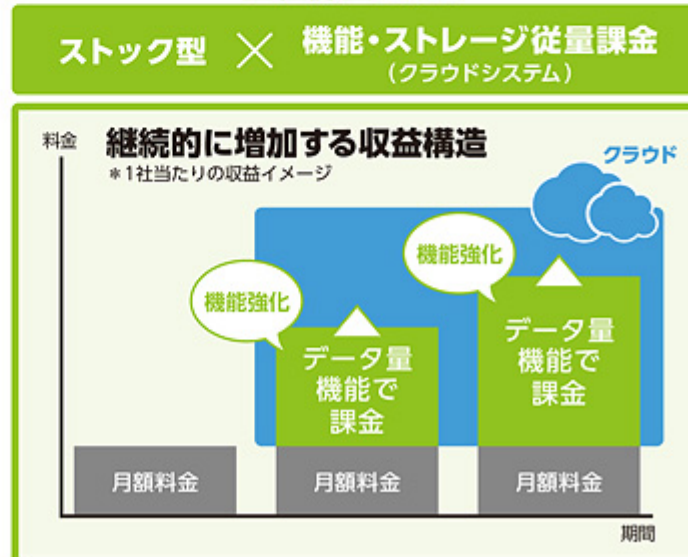 ストック型 × 機能・ストレージ従量課金
(クラウドシステム)
料金
継続的に増加する収益構造
*1社当たりの収益イメージ
クラウド
機能強化
機能強化
データ量
機能で
課金
データ量
機能で
課金
月額料金
月額料金
月額料金
期間